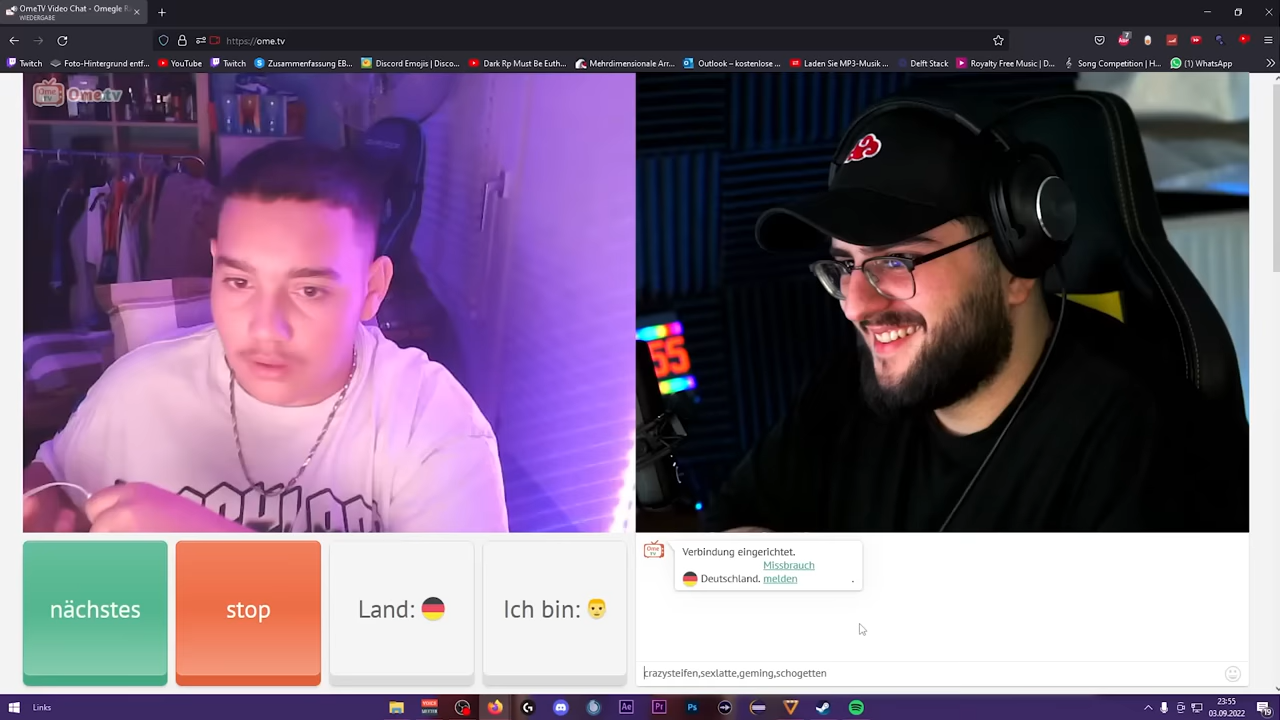 OmeTV Video Chat - Omegle Ra
WIEDERGABE
https://ome.tv
Twitch
Foto-Hintergrund entf...
YouTube
Twitch
Zusammenfassung EB...
Discord Emojis | Disco...
Dark Rp Must Be Euth...
Mehrdimensionale Arr...
Outlook – kostenlose ...
Laden Sie MP3-Musik ...
Delft Stack
Royalty Free Music | D...
Song Competition | H...
(1) WhatsApp
Ome TV
Ometv
55
nächstes
stop
Land:
Ich bin:
Verbindung eingerichtet.
Deutschland. Missbrauch melden.
crazysteifen,sexlatte,geming,schogetten
Links
23:55
03.09.2022